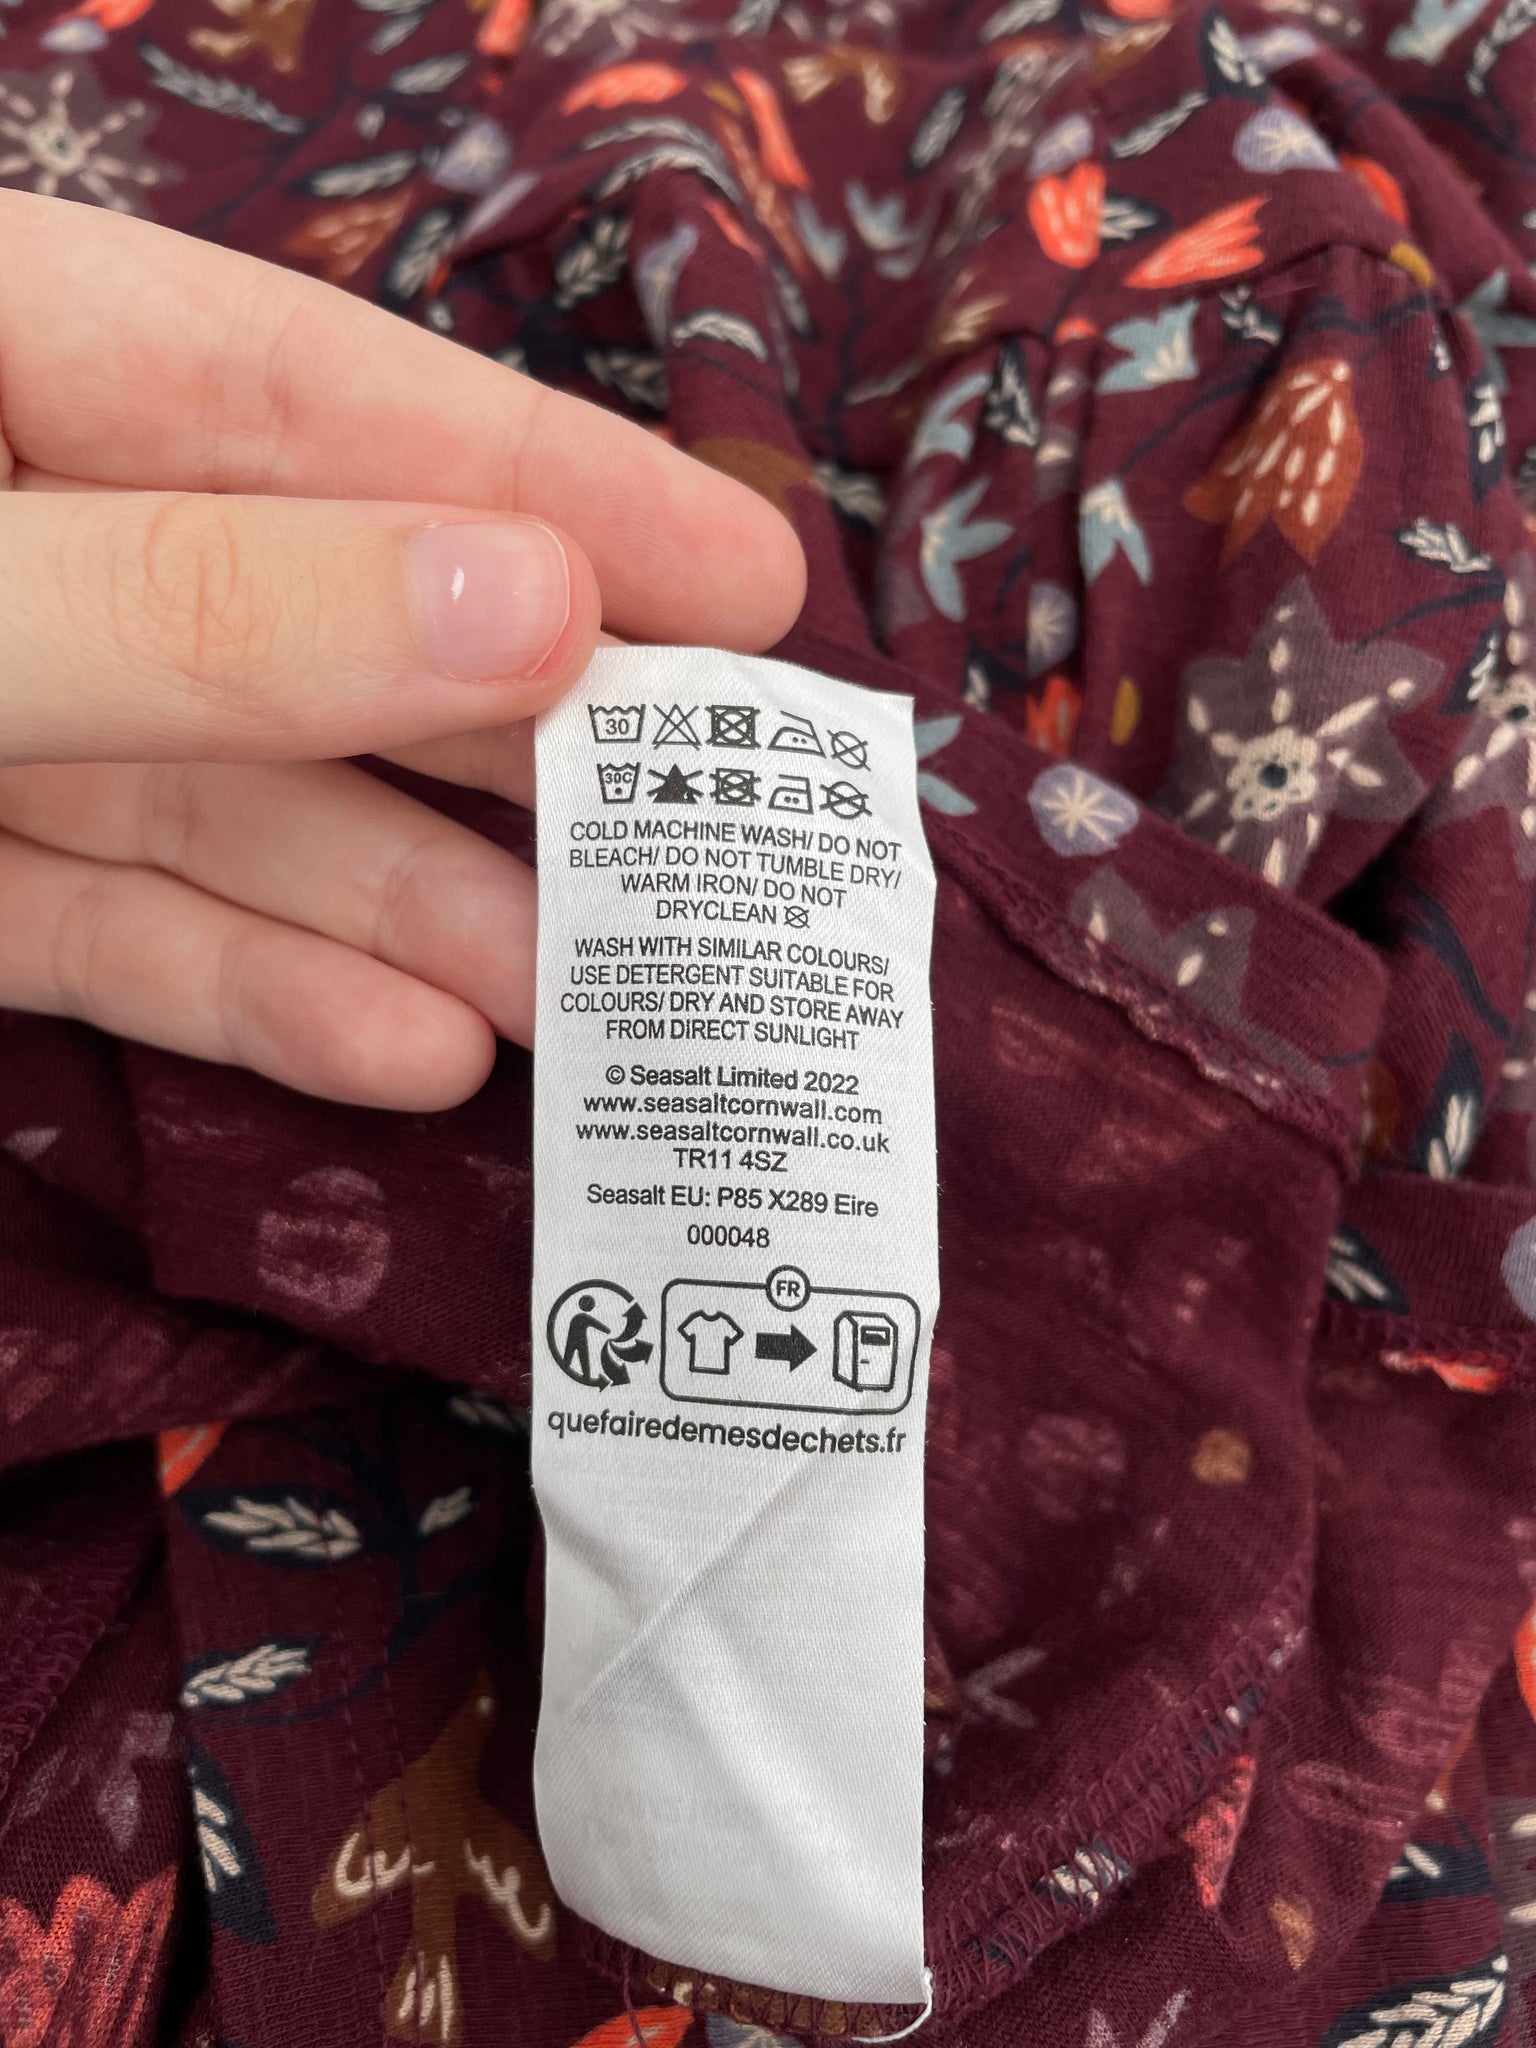 30
30C
COLD MACHINE WASH/ DO NOT
BLEACH/ DO NOT TUMBLE DRY/
WARM IRON/ DO NOT
DRYCLEAN
WASH WITH SIMILAR COLOURS/
USE DETERGENT SUITABLE FOR
COLOURS/ DRY AND STORE AWAY
FROM DIRECT SUNLIGHT
© Seasalt Limited 2022
www.seasaltcornwall.com
www.seasaltcornwall.co.uk
TR11 4SZ
Seasalt EU: P85 X289 Eire
000048
FR
quefairedemesdechets.fr